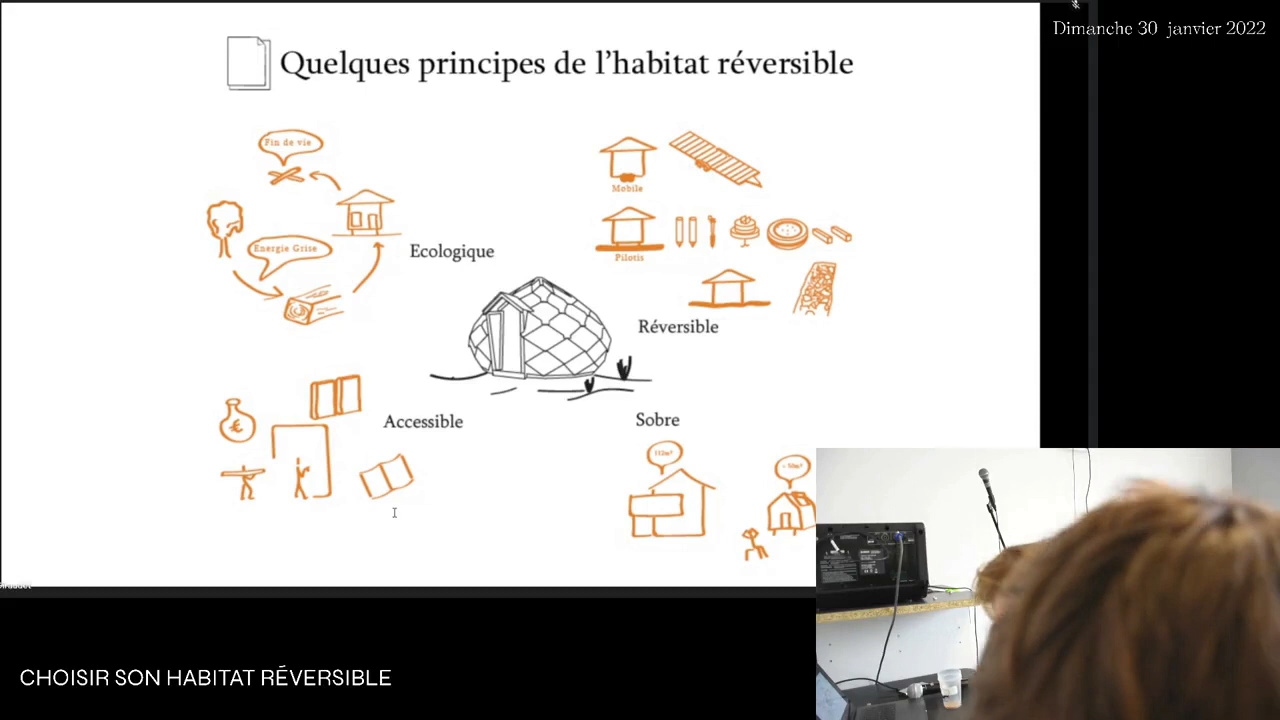 Dimanche 30 janvier 2022
Quelques principes de l'habitat réversible
Fin de vie
Energie Grise
Ecologique
Mobile
Pilotis
Réversible
Accessible
€
Sobre
CHOISIR SON HABITAT RÉVERSIBLE